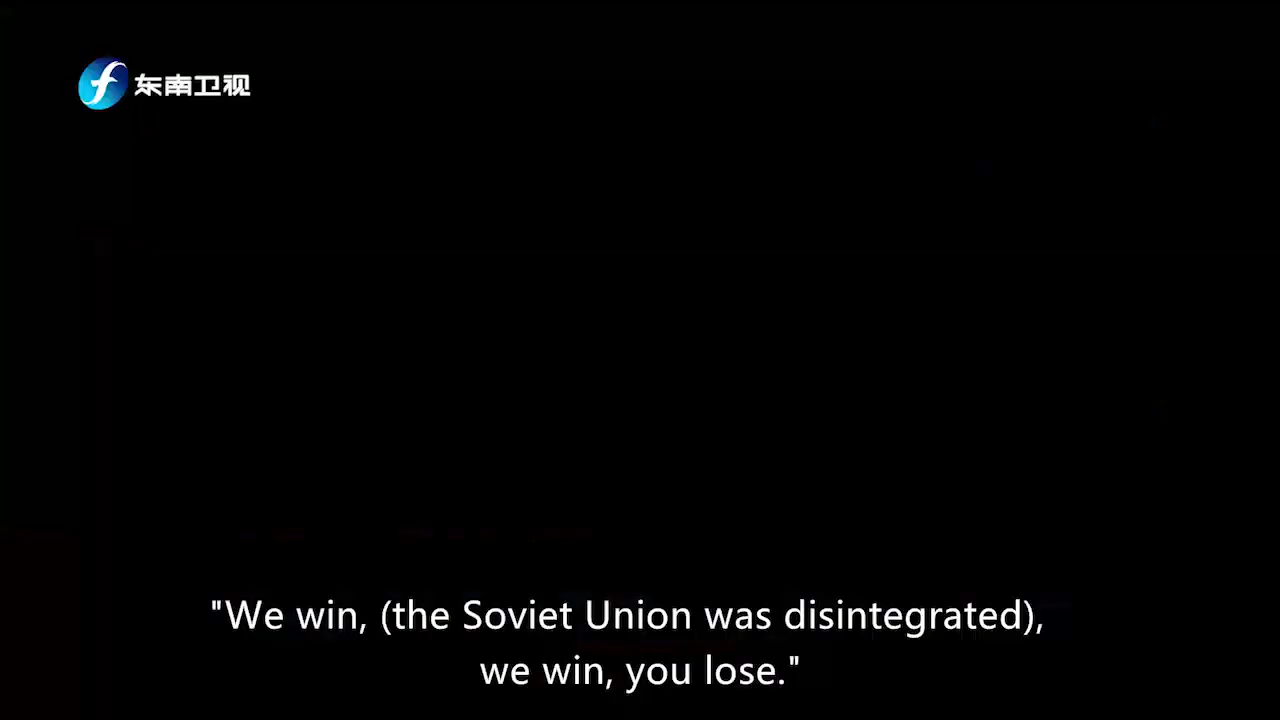 东南卫视
"We win, (the Soviet Union was disintegrated),
we win, you lose."